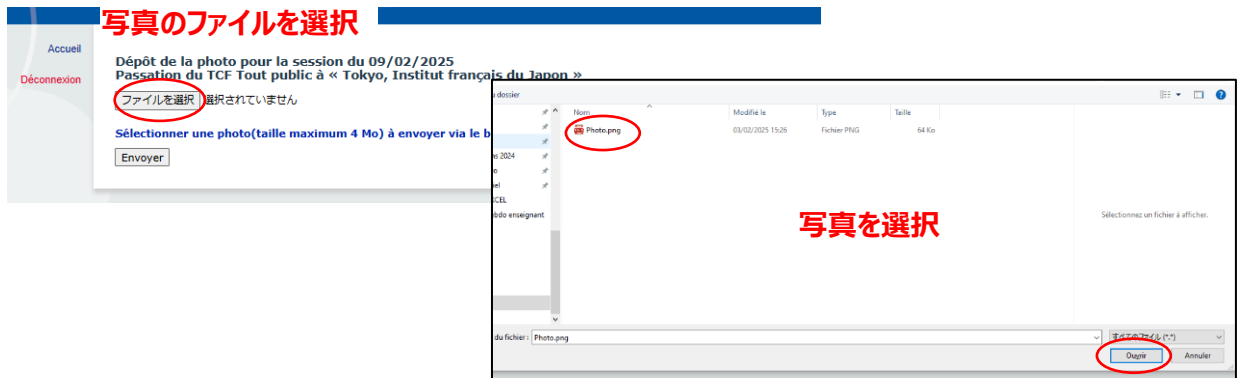 写真のファイルを選択
Accueil
Déconnexion
Dépôt de la photo pour la session du 09/02/2025
Passation du TCF Tout public à « Tokyo, Institut français du Japon »
ファイルを選択 選択されていません
Sélectionner une photo(taille maximum 4 Mo) à envoyer via le b
Envoyer
u dossier
Nom Modifié le Type Taille
Photo.png 03/02/2025 15:26 Fichier PNG 64 Ko
ns 2024
o
iel
XCEL
ebdo enseignant
写真を選択
Sélectionnez un fichier à afficher.
du fichier : Photo.png
すべてのファイル (*.*)
Ouvrir Annuler